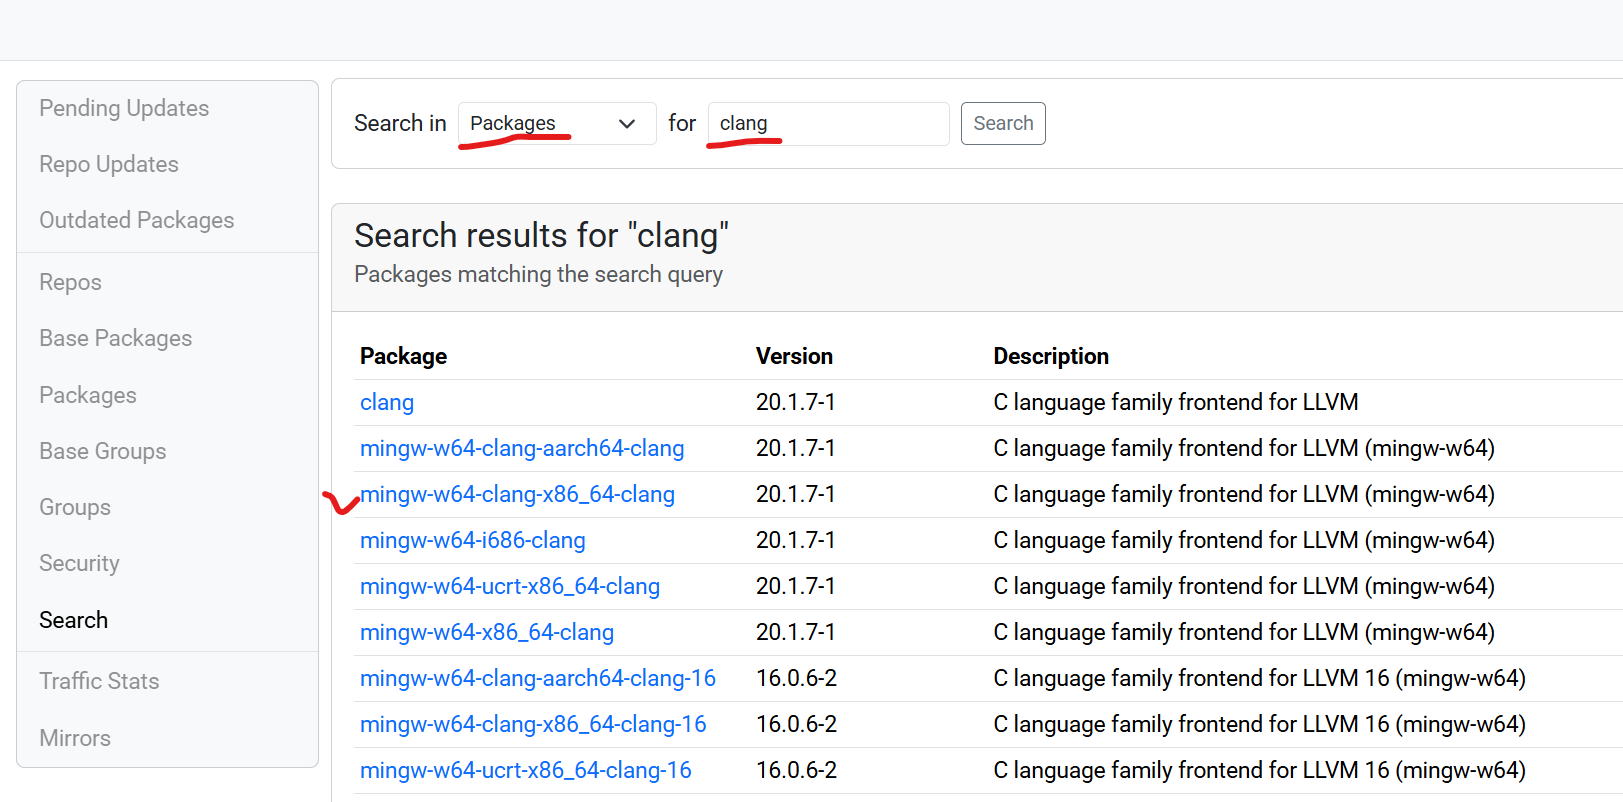 Pending Updates
Repo Updates
Outdated Packages
Repos
Base Packages
Packages
Base Groups
Groups
Security
Search
Traffic Stats
Mirrors
Search in Packages for clang Search
Search results for "clang"
Packages matching the search query
Package Version Description
clang 20.1.7-1 C language family frontend for LLVM
mingw-w64-clang-aarch64-clang 20.1.7-1 C language family frontend for LLVM (mingw-w64)
mingw-w64-clang-x86_64-clang 20.1.7-1 C language family frontend for LLVM (mingw-w64)
mingw-w64-i686-clang 20.1.7-1 C language family frontend for LLVM (mingw-w64)
mingw-w64-ucrt-x86_64-clang 20.1.7-1 C language family frontend for LLVM (mingw-w64)
mingw-w64-x86_64-clang 20.1.7-1 C language family frontend for LLVM (mingw-w64)
mingw-w64-clang-aarch64-clang-16 16.0.6-2 C language family frontend for LLVM 16 (mingw-w64)
mingw-w64-clang-x86_64-clang-16 16.0.6-2 C language family frontend for LLVM 16 (mingw-w64)
mingw-w64-ucrt-x86_64-clang-16 16.0.6-2 C language family frontend for LLVM 16 (mingw-w64)